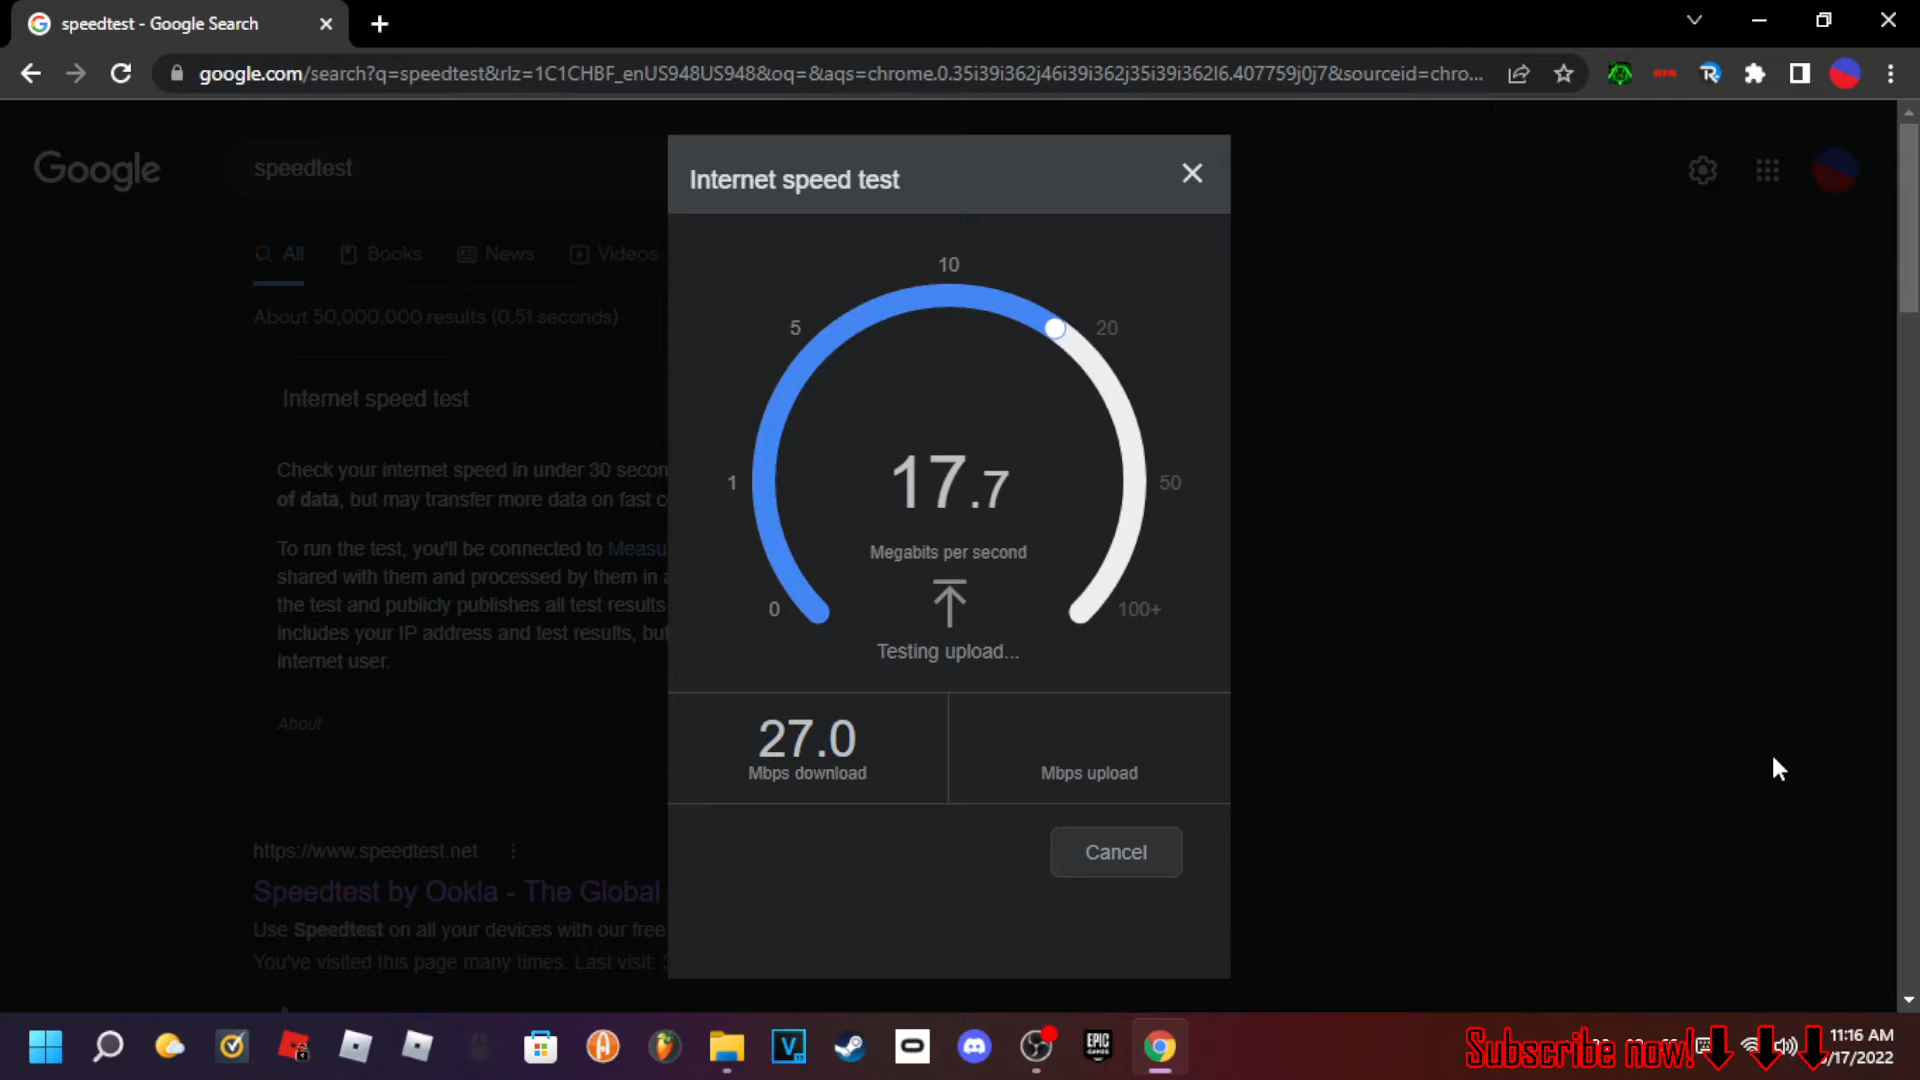 speedtest - Google Search
google.com/search?q=speedtest&rlz=1C1CHBF_enUS948US948&oq=&aqs=chrome.0.35i39i362j46i39i362j35i39i362l6.407759j0j7&sourceid=chro...
Google
speedtest
All
Books
News
Videos
About 50,000,000 results (0.51 seconds)
Internet speed test
Check your internet speed in under 30 secon
of data, but may transfer more data on fast c
To run the test, you'll be connected to Measu
shared with them and processed by them in a
the test and publicly publishes all test results
includes your IP address and test results, but
internet user.
About
https://www.speedtest.net
Speedtest by Ookla - The Global
Use Speedtest on all your devices with our free
You've visited this page many times. Last visit:
Internet speed test
0
1
5
10
20
50
100+
17.7
Megabits per second
Testing upload...
27.0
Mbps download
Mbps upload
Cancel
EPIC
GAMES
Subscribe now!
11:16 AM
/17/2022